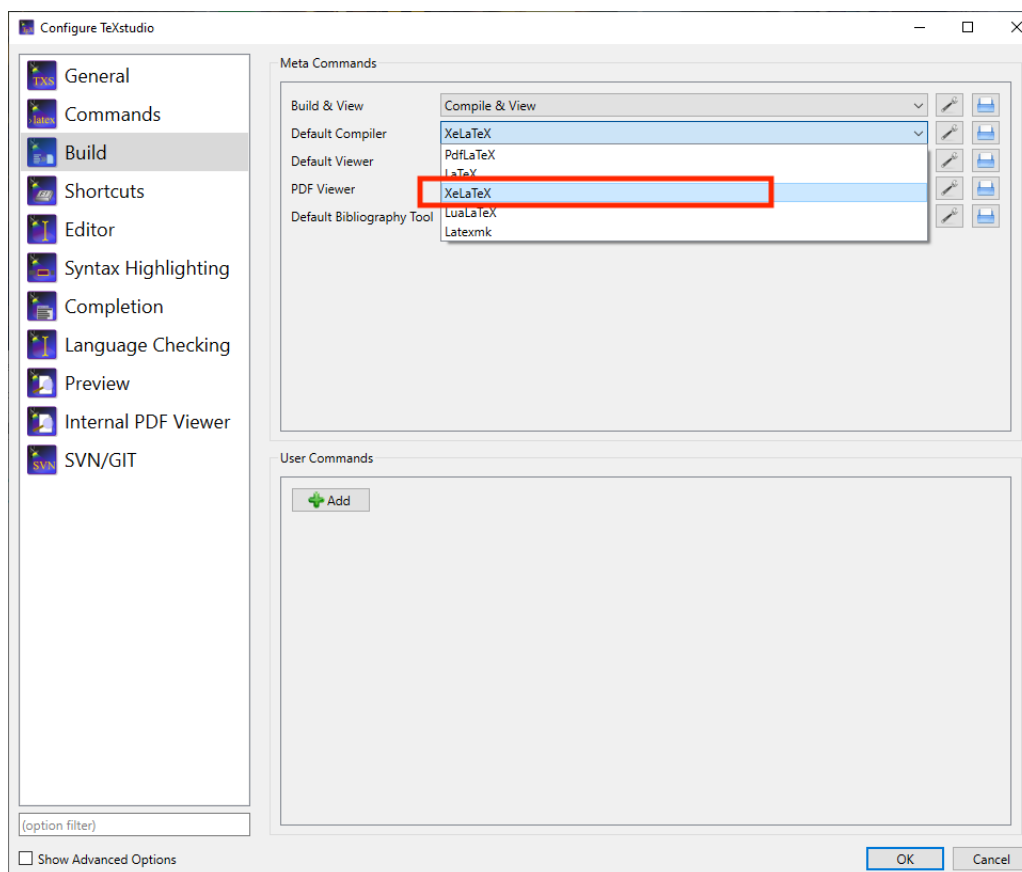 Configure TeXstudio
General
Commands
Build
Shortcuts
Editor
Syntax Highlighting
Completion
Language Checking
Preview
Internal PDF Viewer
SVN/GIT
(option filter)
Show Advanced Options
Meta Commands
Build & View Compile & View
Default Compiler XeLaTeX
Default Viewer
PDF Viewer
Default Bibliography Tool
PdfLaTeX
LaTeX
XeLaTeX
LuaLaTeX
Latexmk
User Commands
Add
OK Cancel